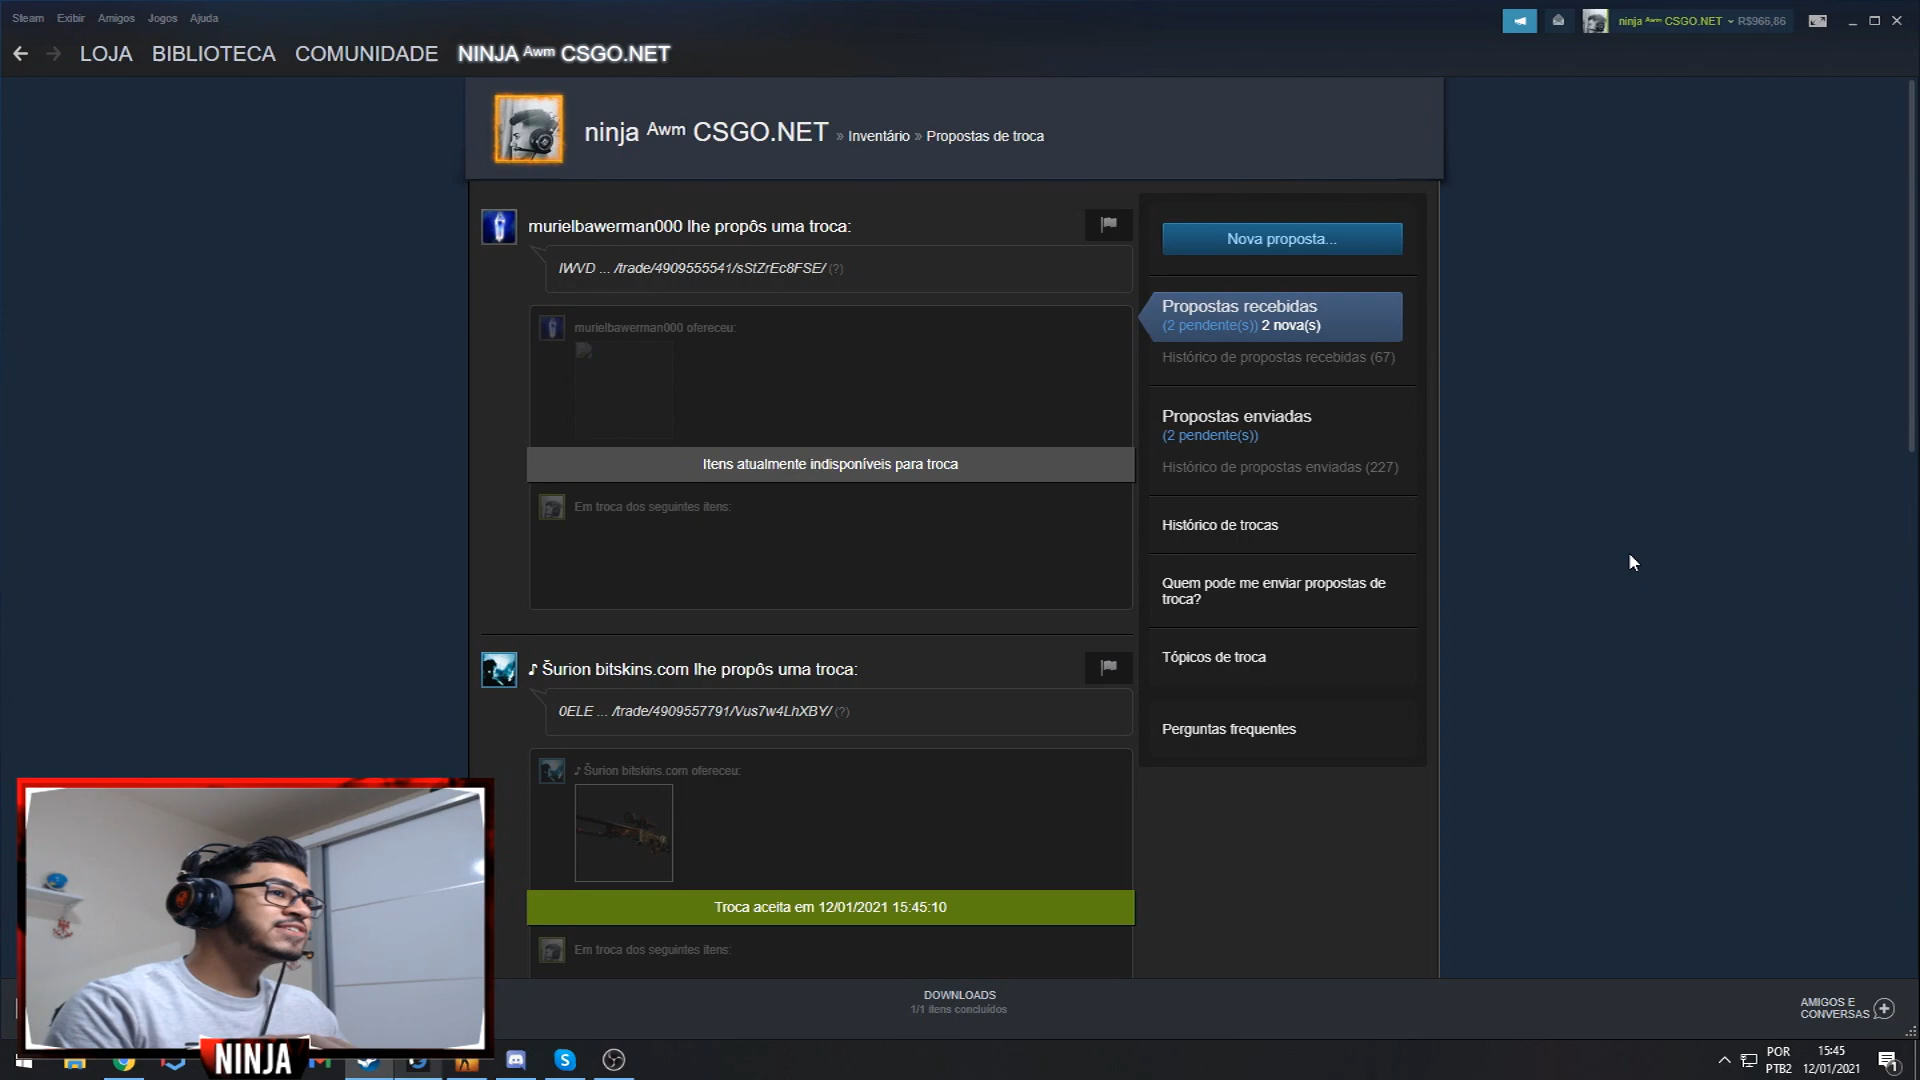 Steam Exibir Amigos Jogos Ajuda
ninja ᴬʷᵐ CSGO.NET R$966,86
LOJA BIBLIOTECA COMUNIDADE NINJA ᴬʷᵐ CSGO.NET
ninja ᴬʷᵐ CSGO.NET » Inventário » Propostas de troca
murielbawerman000 lhe propôs uma troca:
IWVD ... /trade/4909555541/sStZrEc8FSE/ (?)
murielbawerman000 ofereceu:
Itens atualmente indisponíveis para troca
Em troca dos seguintes itens:
♪ Šurion bitskins.com lhe propôs uma troca:
0ELE ... /trade/4909557791/Vus7w4LhXBY/ (?)
♪ Šurion bitskins.com ofereceu:
Troca aceita em 12/01/2021 15:45:10
Em troca dos seguintes itens:
Nova proposta...
Propostas recebidas
(2 pendente(s)) 2 nova(s)
Histórico de propostas recebidas (67)
Propostas enviadas
(2 pendente(s))
Histórico de propostas enviadas (227)
Histórico de trocas
Quem pode me enviar propostas de
troca?
Tópicos de troca
Perguntas frequentes
DOWNLOADS
1/1 itens concluídos
AMIGOS E
CONVERSAS
NINJA
POR
PTB2
15:45
12/01/2021
1